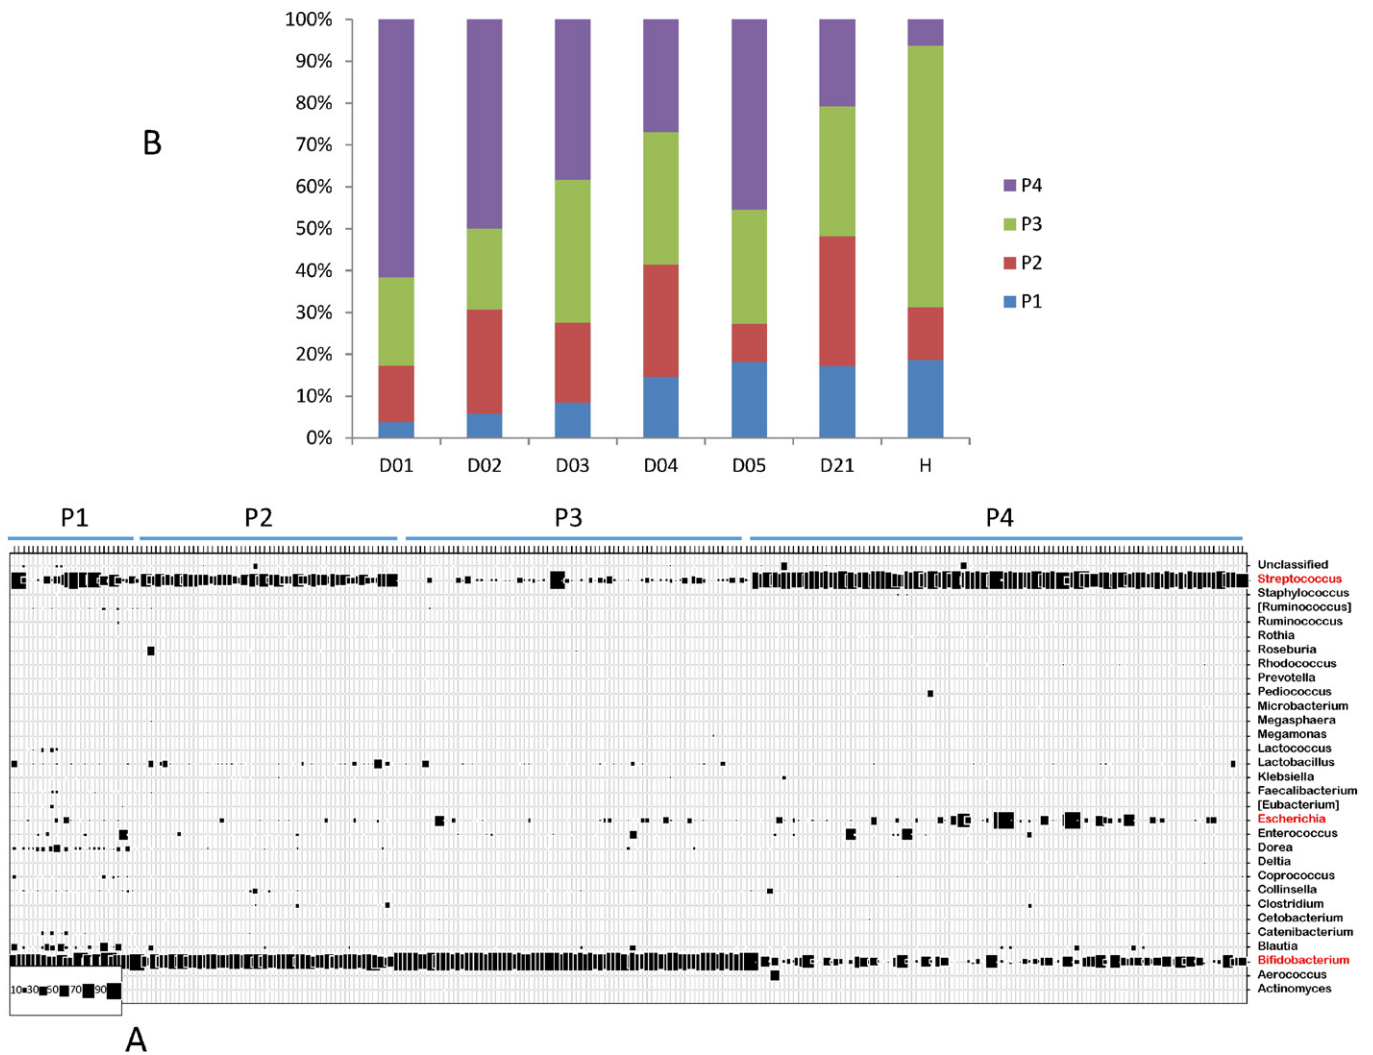 100%
90%
80%
70%
60%
50%
40%
30%
20%
10%
0%
B
D01 D02 D03 D04 D05 D21 H
P4
P3
P2
P1
P1 P2 P3 P4
Unclassified
Streptococcus
Staphylococcus
[Ruminococcus]
Ruminococcus
Rothia
Roseburia
Rhodococcus
Prevotella
Pediococcus
Microbacterium
Megasphaera
Megamonas
Lactococcus
Lactobacillus
Klebsiella
Faecalibacterium
[Eubacterium]
Escherichia
Enterococcus
Dorea
Deltia
Coprococcus
Collinsella
Clostridium
Cetobacterium
Catenibacterium
Blautia
Bifidobacterium
Aerococcus
Actinomyces
10 30 50 70 90
A